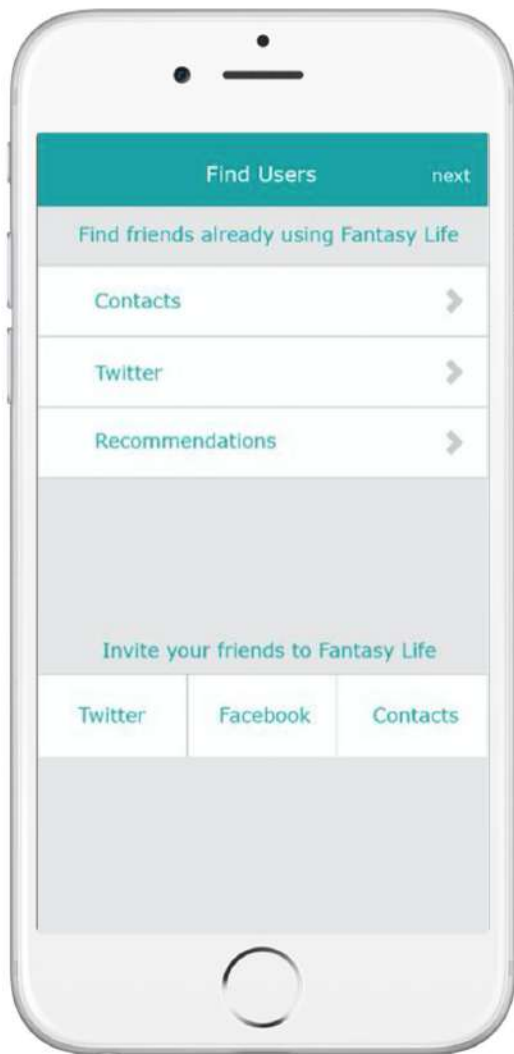 Find Users next
Find friends already using Fantasy Life
Contacts
Twitter
Recommendations
Invite your friends to Fantasy Life
Twitter Facebook Contacts